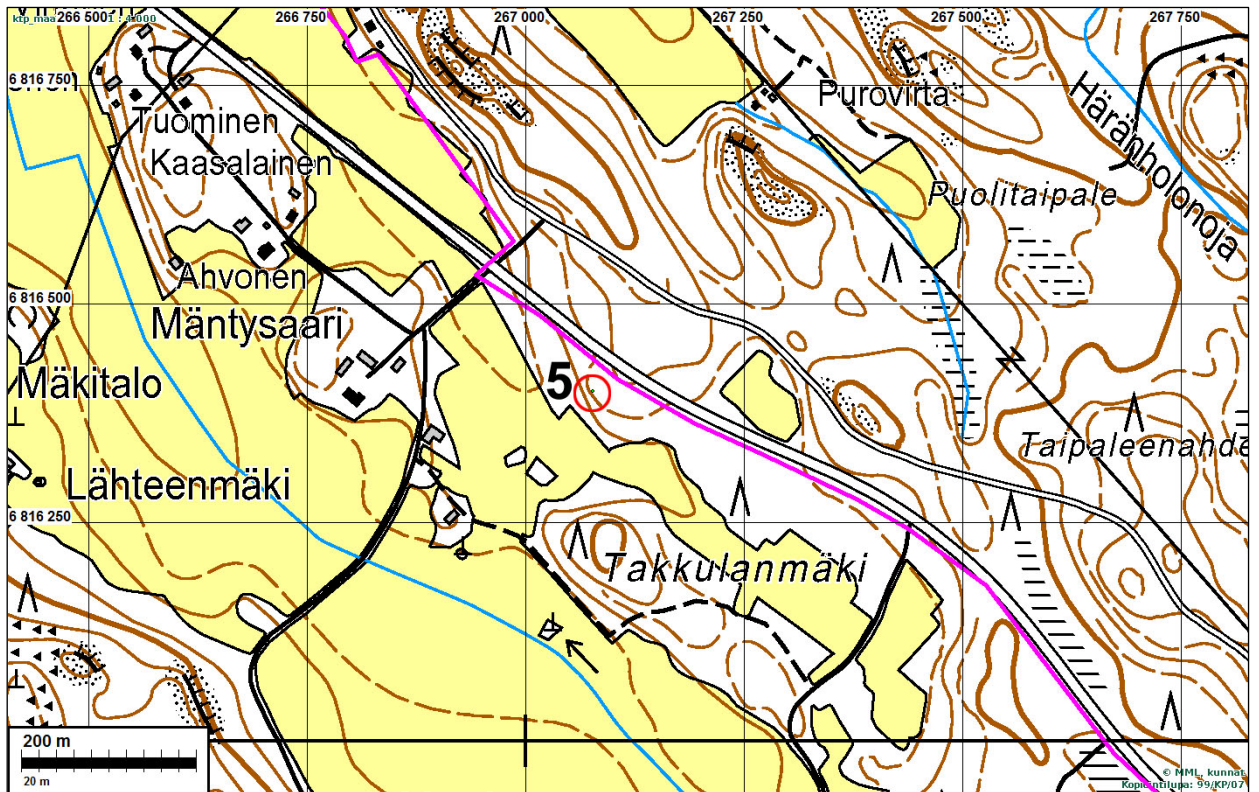 ktp_maa 1 : 4 000
266 500
266 750
267 000
267 250
267 500
267 750
6 816 750
Purovirta
Häränholonoja
Tuominen
Kaasalainen
Puolitaipale
Ahvonen
6 816 500
Mäntysaari
Mäkitalo
5
Taipaleenahde
Lähteenmäki
6 816 250
Takkulanmäki
200 m
20 m
© MML, kunnat
Kopiointilupa: 99/KP/07